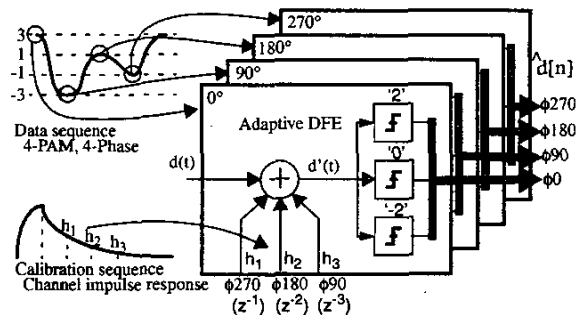 270°
180°
90°
0°
3
1
-1
-3
Data sequence
4-PAM, 4-Phase
Adaptive DFE
d(t)
+
d'(t)
'2'
'0'
'-2'
^d[n]
ϕ270
ϕ180
ϕ90
ϕ0
h1
h2
h3
Calibration sequence
Channel impulse response
h1 h2 h3
ϕ270 ϕ180 ϕ90
(z⁻¹) (z⁻²) (z⁻³)